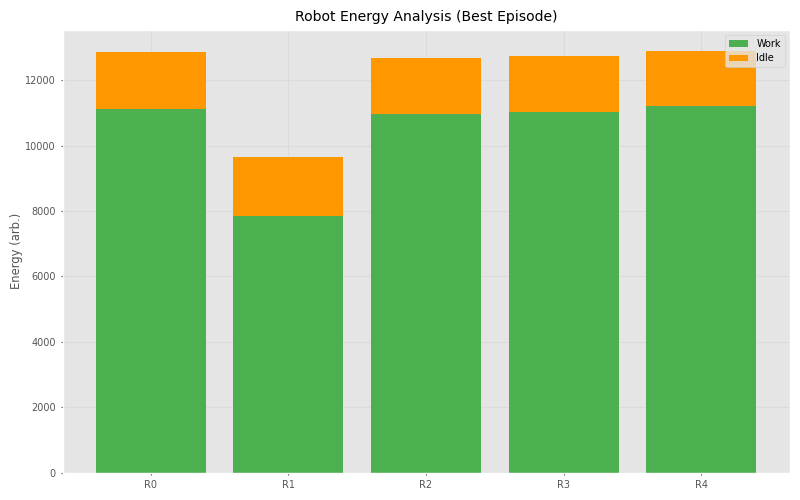 Robot Energy Analysis (Best Episode)
Work
Idle
Energy (arb.)
12000
10000
8000
6000
4000
2000
0
R0 R1 R2 R3 R4